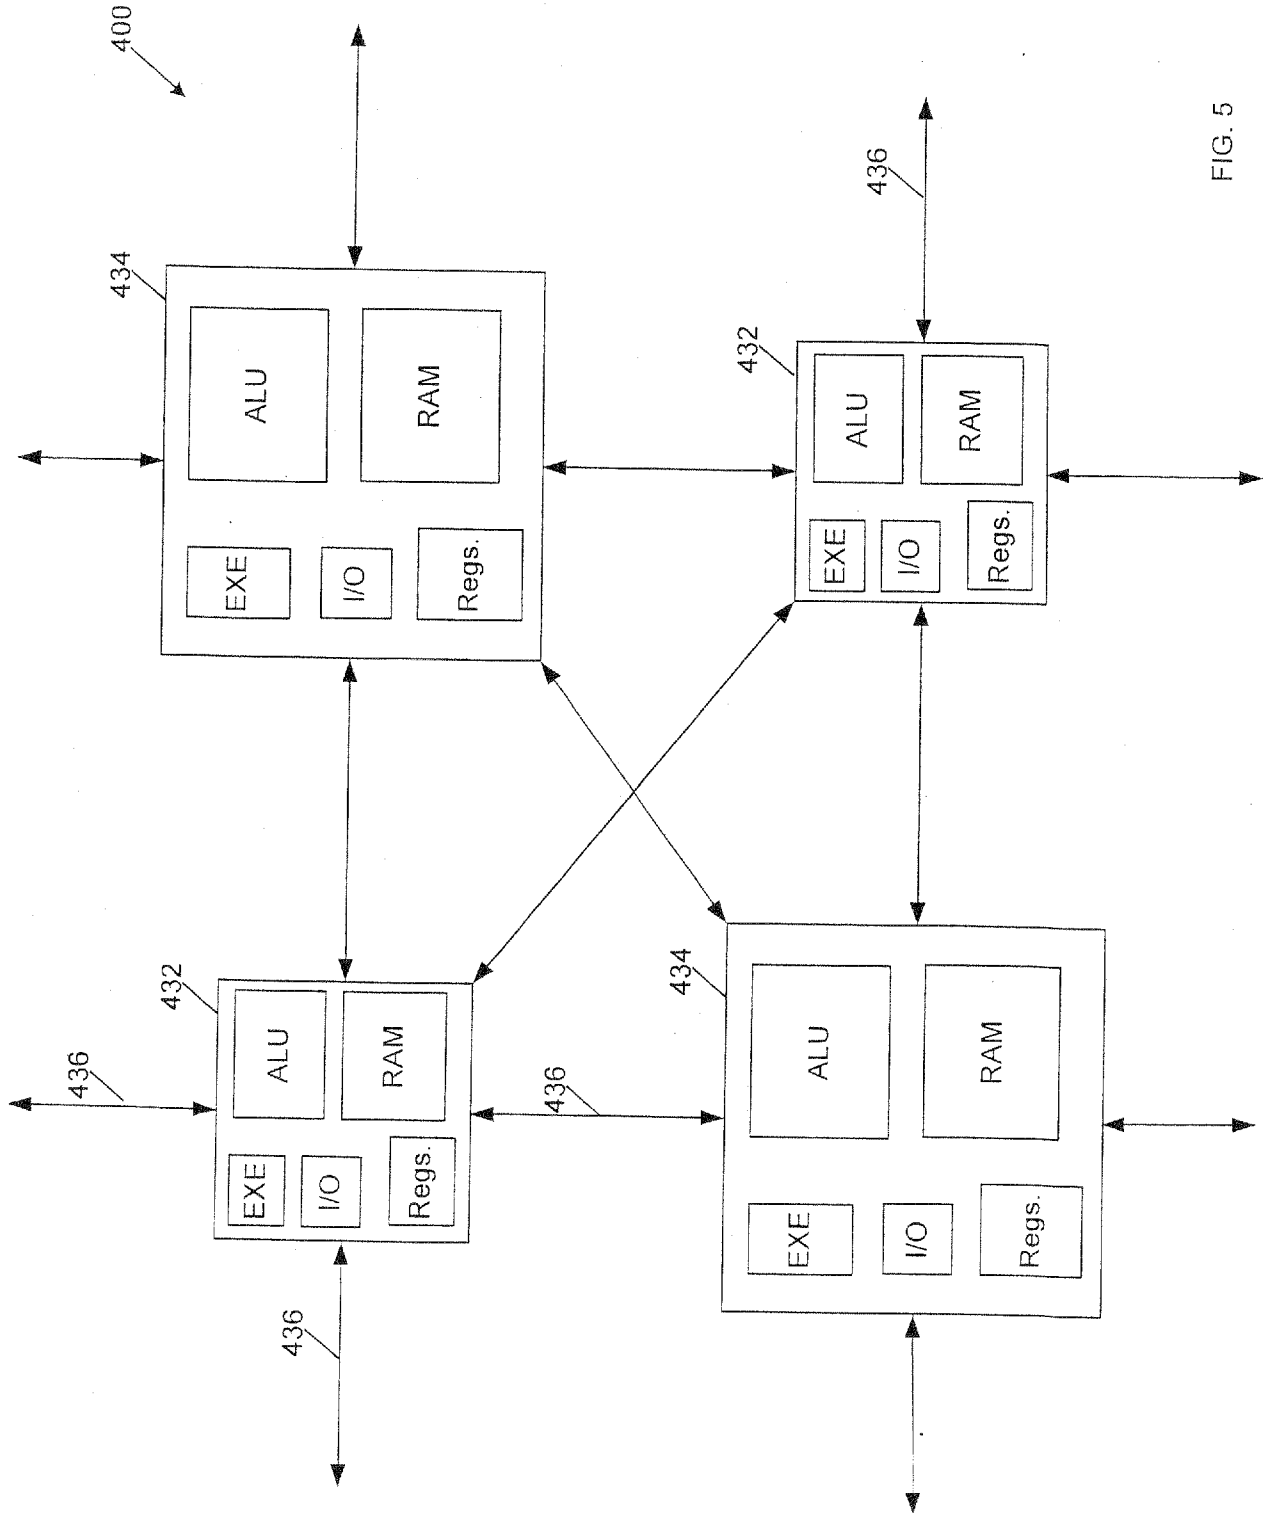 400
436
432
436
EXE
ALU
I/O
RAM
Regs.
434
EXE
ALU
I/O
RAM
Regs.
436
434
EXE
ALU
I/O
RAM
Regs.
432
436
EXE
ALU
I/O
RAM
Regs.
FIG. 5